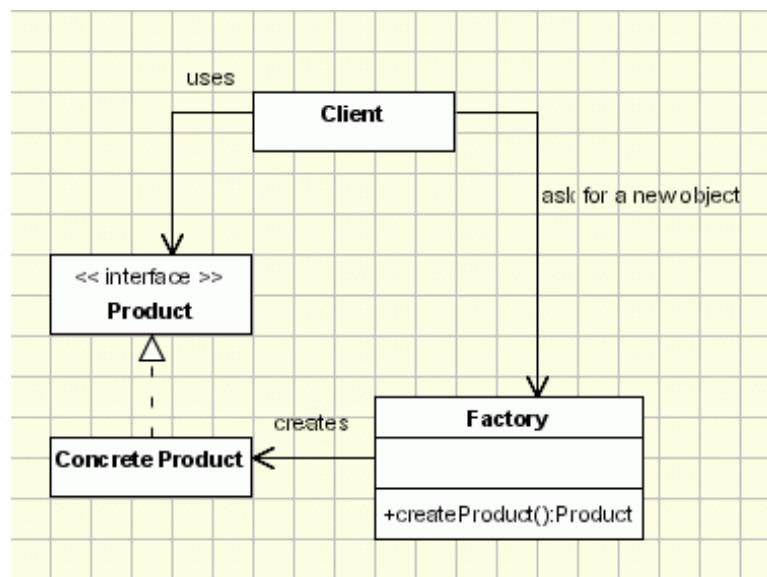 uses
Client
ask for a new object
<< interface >>
Product
creates
Factory
Concrete Product
+createProduct():Product